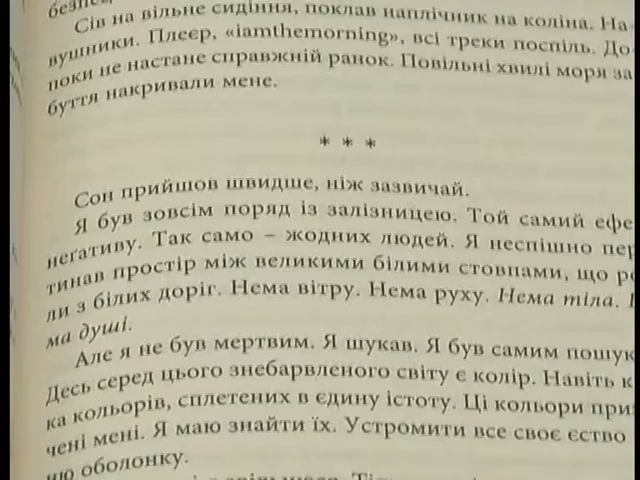 Сів на вільне сидіння, поклав наплічник на коліна. На-
вушники. Плеєр, «iamthemorning», всі треки поспіль. До-
поки не настане справжній ранок. Повільні хвилі моря за
буття накривали мене.
* * *
Сон прийшов швидше, ніж зазвичай.
Я був зовсім поряд із залізницею. Той самий ефе
негативу. Так само – жодних людей. Я неспішно пер
тинав простір між великими білими стовпами, що ро
ли з білих доріг. Нема вітру. Нема руху. Нема тіла.
ма душі.
Але я не був мертвим. Я шукав. Я був самим пошук
Десь серед цього знебарвленого світу є колір. Навіть к
ка кольорів, сплетених в єдину істоту. Ці кольори при
чені мені. Я маю знайти їх. Устромити все своє єство
ню оболонку.